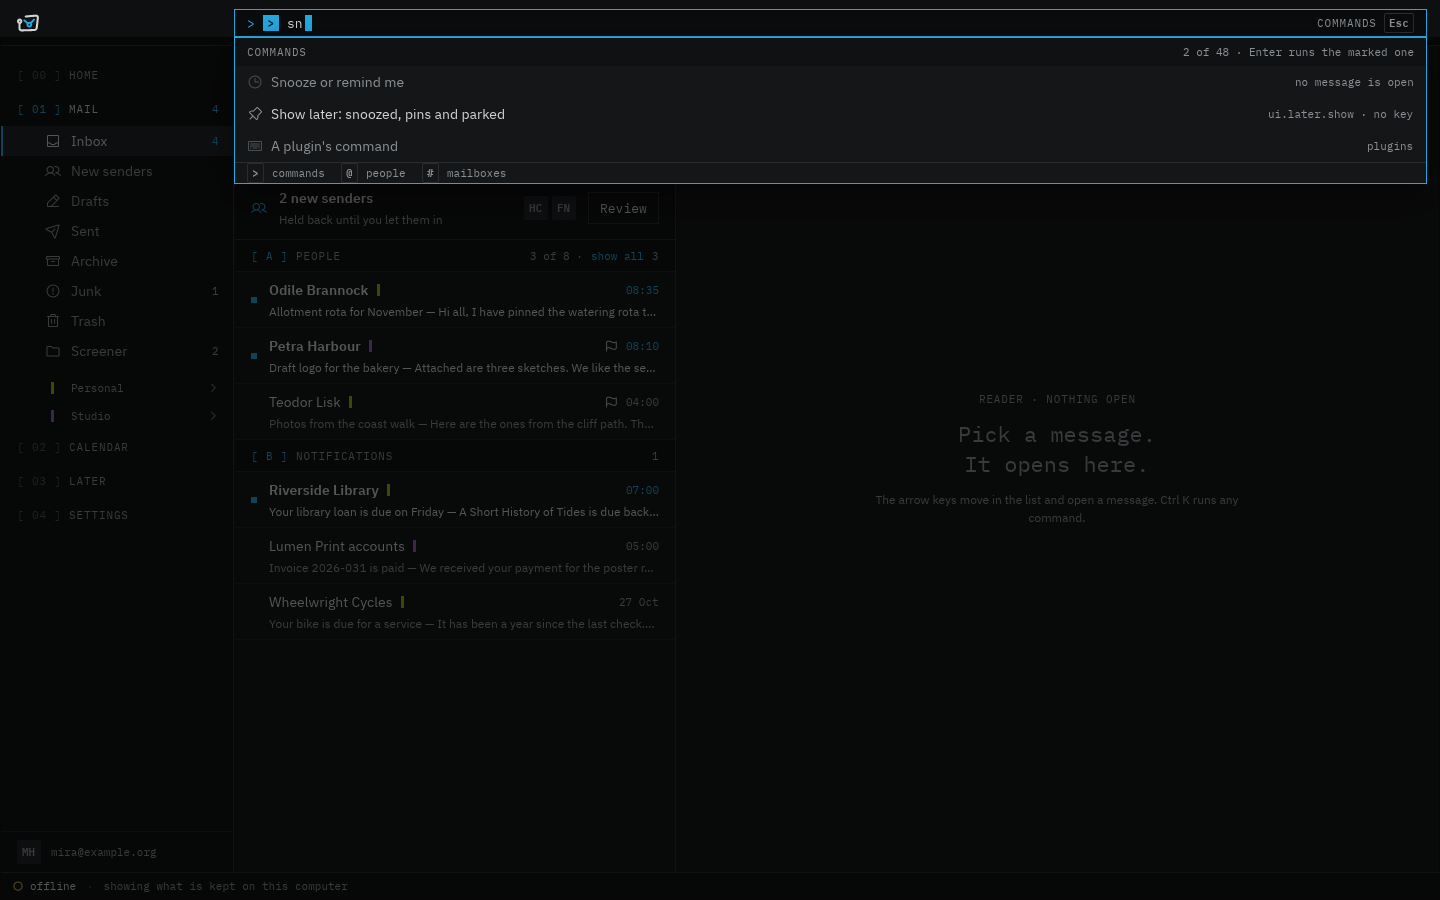 > > sn COMMANDS Esc
COMMANDS 2 of 48 · Enter runs the marked one
Snooze or remind me no message is open
Show later: snoozed, pins and parked ui.later.show · no key
A plugin's command plugins
> commands @ people # mailboxes
[ 00 ] HOME
[ 01 ] MAIL 4
Inbox 4
New senders
Drafts
Sent
Archive
Junk 1
Trash
Screener 2
Personal
Studio
[ 02 ] CALENDAR
[ 03 ] LATER
[ 04 ] SETTINGS
MH mira@example.org
2 new senders
Held back until you let them in
HC FN Review
[ A ] PEOPLE 3 of 8 · show all 3
Odile Brannock 08:35
Allotment rota for November — Hi all, I have pinned the watering rota t...
Petra Harbour 08:10
Draft logo for the bakery — Attached are three sketches. We like the se...
Teodor Lisk 04:00
Photos from the coast walk — Here are the ones from the cliff path. Th...
[ B ] NOTIFICATIONS 1
Riverside Library 07:00
Your library loan is due on Friday — A Short History of Tides is due back...
Lumen Print accounts 05:00
Invoice 2026-031 is paid — We received your payment for the poster r...
Wheelwright Cycles 27 Oct
Your bike is due for a service — It has been a year since the last check....
READER · NOTHING OPEN
Pick a message.
It opens here.
The arrow keys move in the list and open a message. Ctrl K runs any
command.
offline · showing what is kept on this computer